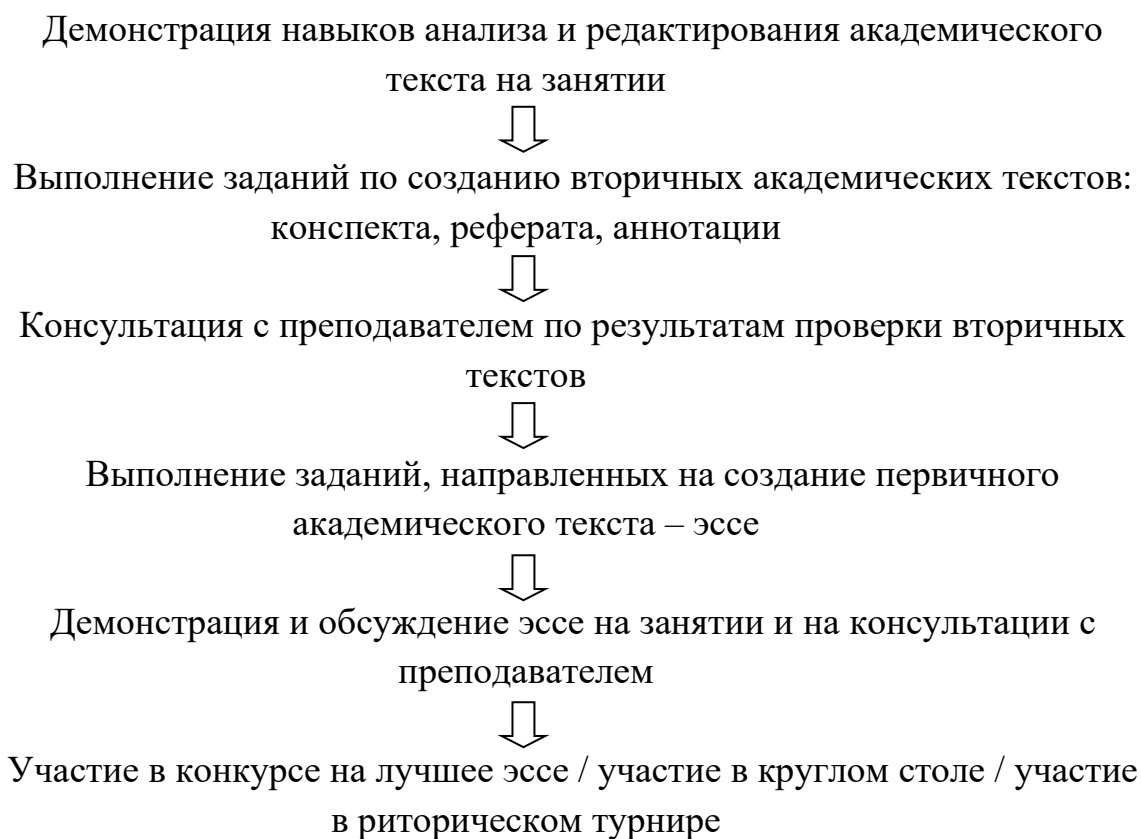 Демонстрация навыков анализа и редактирования академического
текста на занятии
Выполнение заданий по созданию вторичных академических текстов:
конспекта, реферата, аннотации
Консультация с преподавателем по результатам проверки вторичных
текстов
Выполнение заданий, направленных на создание первичного
академического текста – эссе
Демонстрация и обсуждение эссе на занятии и на консультации с
преподавателем
Участие в конкурсе на лучшее эссе / участие в круглом столе / участие
в риторическом турнире